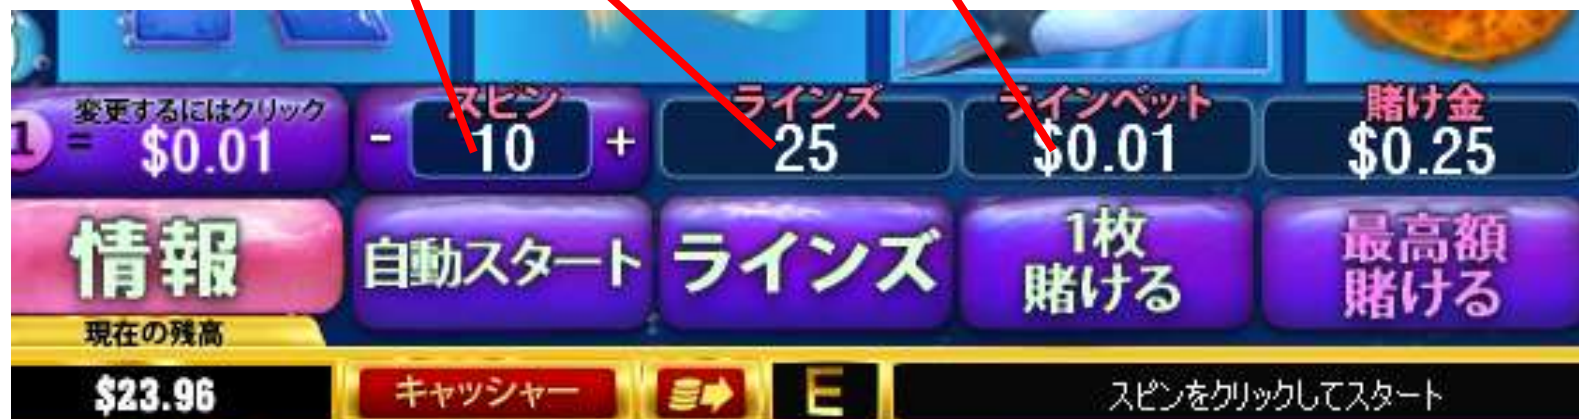 変更するにはクリック
1 = $0.01
スピン
- 10 +
ラインズ
25
ラインベット
$0.01
賭け金
$0.25
情報
自動スタート
ラインズ
1枚
賭ける
最高額
賭ける
現在の残高
$23.96
キャッシャー
E
スピンをクリックしてスタート